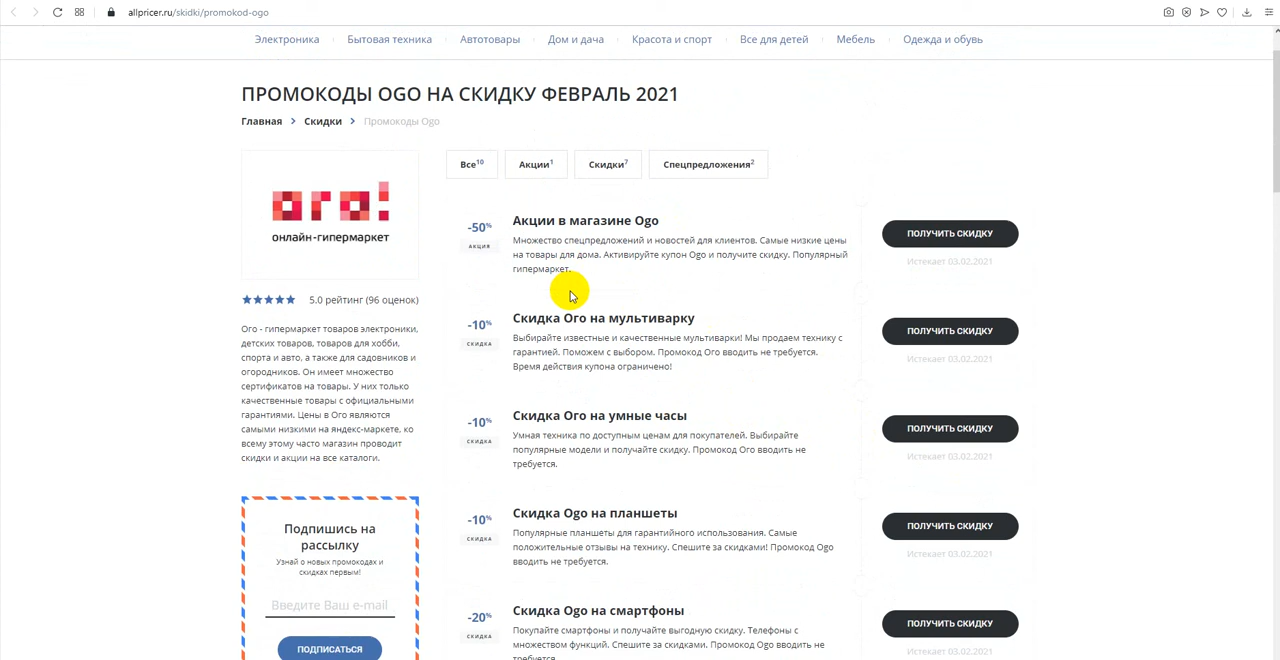 allpricer.ru/skidki/promokod-ogo
Электроника Бытовая техника Автотовары Дом и дача Красота и спорт Все для детей Мебель Одежда и обувь
ПРОМОКОДЫ OGO НА СКИДКУ ФЕВРАЛЬ 2021
Главная > Скидки > Промокоды Ogo
ога!
онлайн-гипермаркет
5.0 рейтинг (96 оценок)
Ого - гипермаркет товаров электроники,
детских товаров, товаров для хобби,
спорта и авто, а также для садовников и
огородников. Он имеет множество
сертификатов на товары. У них только
качественные товары с официальными
гарантиями. Цены в Ого являются
самыми низкими на яндекс-маркете, ко
всему этому часто магазин проводит
скидки и акции на все каталоги.
Подпишись на
рассылку
Узнай о новых промокодах и
скидках первым!
Введите Ваш e-mail
ПОДПИСАТЬСЯ
Все10 Акции1 Скидки7 Спецпредложения2
-50%
АКЦИЯ
Акции в магазине Ogo
Множество спецпредложений и новостей для клиентов. Самые низкие цены
на товары для дома. Активируйте купон Ogo и получите скидку. Популярный
гипермаркет.
ПОЛУЧИТЬ СКИДКУ
Истекает 03.02.2021
-10%
СКИДКА
Скидка Ого на мультиварку
Выбирайте известные и качественные мультиварки! Мы продаем технику с
гарантией. Поможем с выбором. Промокод Ого вводить не требуется.
Время действия купона ограничено!
ПОЛУЧИТЬ СКИДКУ
Истекает 03.02.2021
-10%
СКИДКА
Скидка Ого на умные часы
Умная техника по доступным ценам для покупателей. Выбирайте
популярные модели и получайте скидку. Промокод Ого вводить не
требуется.
ПОЛУЧИТЬ СКИДКУ
Истекает 03.02.2021
-10%
СКИДКА
Скидка Ogo на планшеты
Популярные планшеты для гарантийного использования. Самые
положительные отзывы на технику. Спешите за скидками! Промокод Ogo
вводить не требуется.
ПОЛУЧИТЬ СКИДКУ
Истекает 03.02.2021
-20%
СКИДКА
Скидка Ogo на смартфоны
Покупайте смартфоны и получайте выгодную скидку. Телефоны с
множеством функций. Спешите за скидками. Промокод Ogo вводить не
требуется.
ПОЛУЧИТЬ СКИДКУ
Истекает 03.02.2021